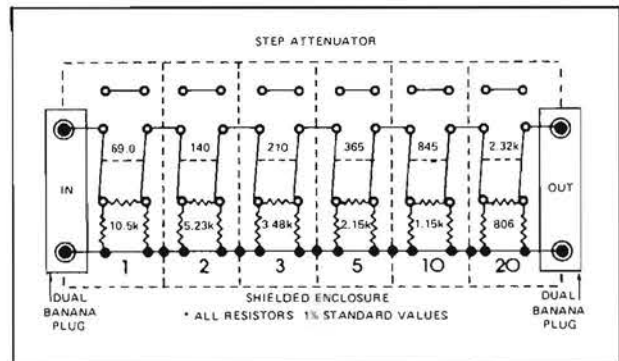 STEP ATTENUATOR
69.0 140 210 365 845 2.32k
IN
OUT
10.5k 5.23k 3.48k 2.15k 1.15k 806
1 2 3 5 10 20
DUAL
BANANA
PLUG
SHIELDED ENCLOSURE
* ALL RESISTORS 1% STANDARD VALUES
DUAL
BANANA
PLUG